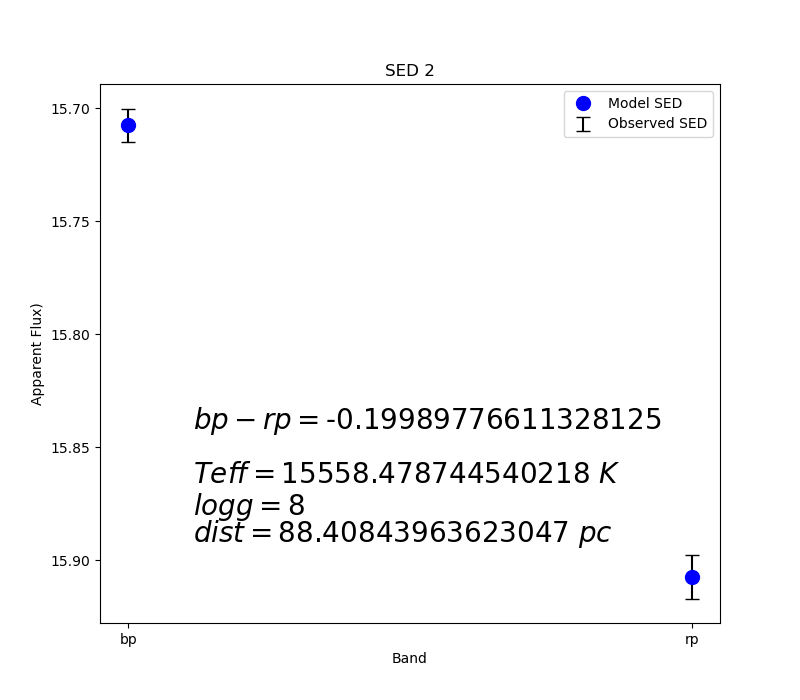 SED 2
Model SED
Observed SED
15.70
15.75
15.80
15.85
15.90
Apparent Flux)
bp − rp = -0.19989776611328125
Teff = 15558.478744540218 K
logg = 8
dist = 88.40843963623047 pc
bp
rp
Band